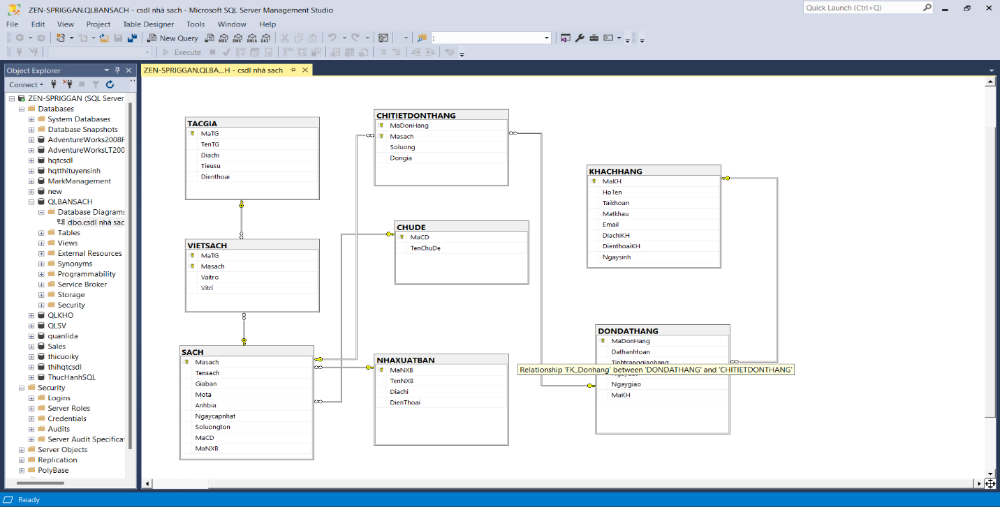 ZEN-SPRIGGAN.QLBANSACH - csdl nhà sach - Microsoft SQL Server Management Studio
Quick Launch (Ctrl+Q)
File Edit View Project Table Designer Tools Window Help
New Query
MDX DMX XMLA DAX
;
Execute
Object Explorer
Connect
ZEN-SPRIGGAN (SQL Server
Databases
System Databases
Database Snapshots
AdventureWorks2008R
AdventureWorksLT200
hqtcsdl
hqtthituyensinh
MarkManagement
new
QLBANSACH
Database Diagrams
dbo.csdl nhà sac
Tables
Views
External Resources
Synonyms
Programmability
Service Broker
Storage
Security
QLKHO
QLSV
quanlida
Sales
thicuoiky
thihqtcsdl
ThucHanhSQL
Security
Logins
Server Roles
Credentials
Audits
Server Audit Specificat
Server Objects
Replication
PolyBase
ZEN-SPRIGGAN.QLBA...H - csdl nhà sach
TACGIA
MaTG
TenTG
Diachi
Tieusu
Dienthoai
VIETSACH
MaTG
Masach
Vaitro
Vitri
SACH
Masach
Tensach
Giaban
Mota
Anhbia
Ngaycapnhat
Soluongton
MaCD
MaNXB
CHITIETDONTHANG
MaDonHang
Masach
Soluong
Dongia
CHUDE
MaCD
TenChuDe
NHAXUATBAN
MaNXB
TenNXB
Diachi
DienThoai
KHACHHANG
MaKH
HoTen
Taikhoan
Matkhau
Email
DiachiKH
DienthoaiKH
Ngaysinh
DONDATHANG
MaDonHang
Dathanhtoan
Tinhtranggiaohang
Relationship 'FK_Donhang' between 'DONDATHANG' and 'CHITIETDONTHANG'
Ngaygiao
MaKH
Ready